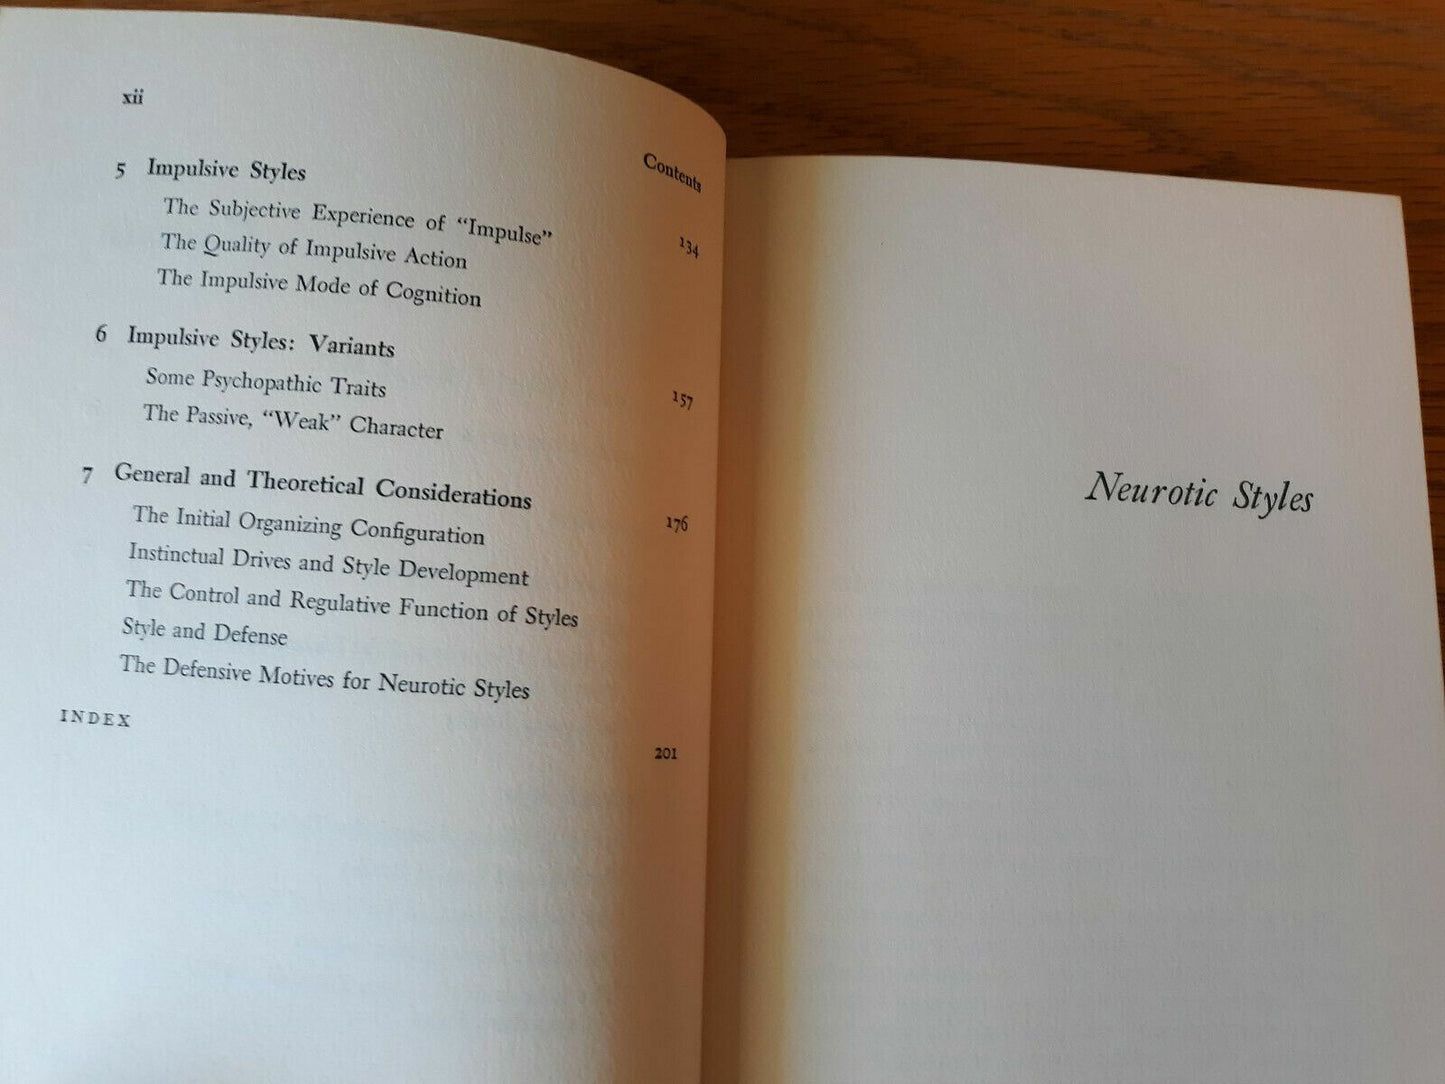 xii
Contents
5 Impulsive Styles 134
The Subjective Experience of “Impulse”
The Quality of Impulsive Action
The Impulsive Mode of Cognition
6 Impulsive Styles: Variants 157
Some Psychopathic Traits
The Passive, “Weak” Character
7 General and Theoretical Considerations 176
The Initial Organizing Configuration
Instinctual Drives and Style Development
The Control and Regulative Function of Styles
Style and Defense
The Defensive Motives for Neurotic Styles
INDEX 201
Neurotic Styles